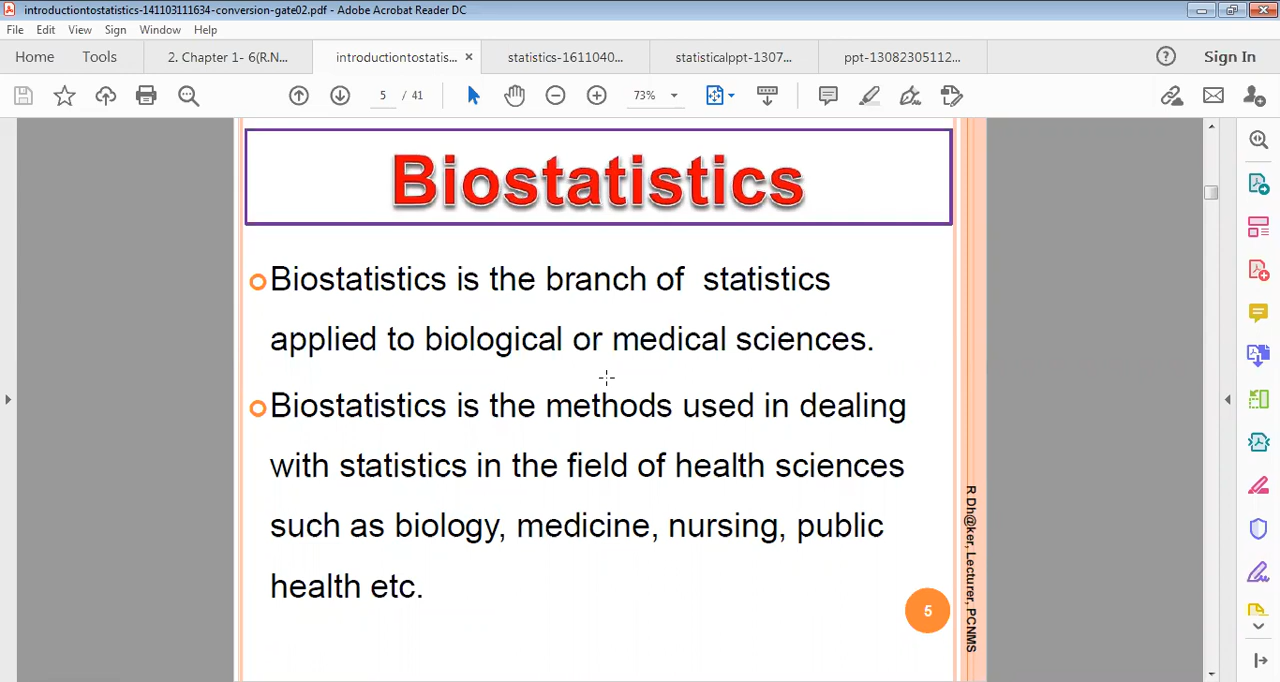 introductiontostatistics-141103111634-conversion-gate02.pdf - Adobe Acrobat Reader DC
File Edit View Sign Window Help
Home Tools 2. Chapter 1- 6(R.N... introductiontostatis... × statistics-1611040... statisticalppt-1307... ppt-13082305112... Sign In
5 / 41 73%
Biostatistics
Biostatistics is the branch of statistics
applied to biological or medical sciences.
Biostatistics is the methods used in dealing
with statistics in the field of health sciences
such as biology, medicine, nursing, public
health etc.
5
R Dh@ker, Lecturer, PCNMS